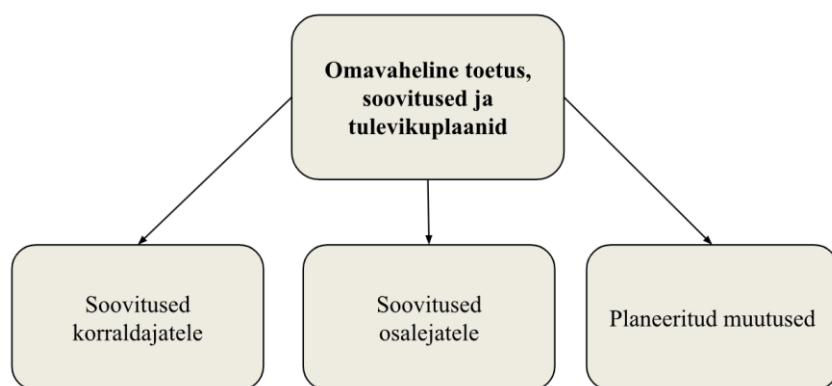 Omavaheline toetus,
soovitused ja
tulevikuplaanid
Soovitused
korraldajatele
Soovitused
osalejatele
Planeeritud muutused